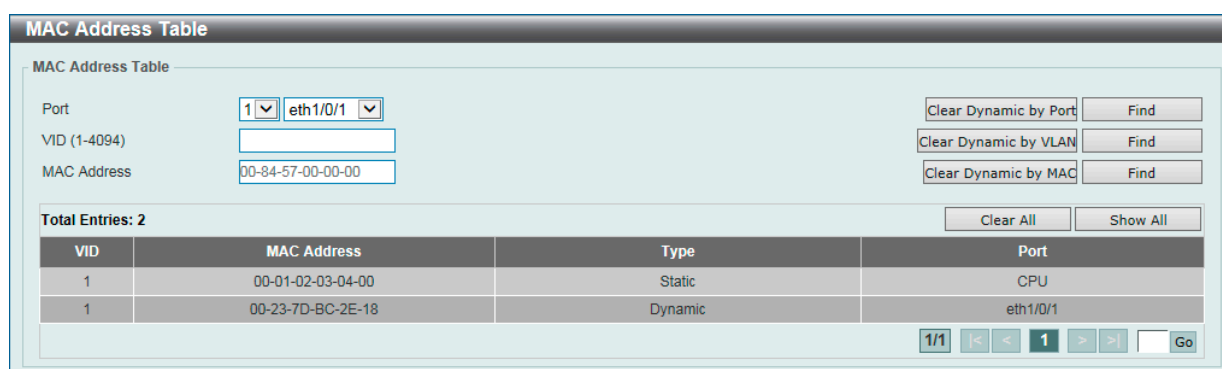 MAC Address Table
MAC Address Table
Port 1 eth1/0/1 Clear Dynamic by Port Find
VID (1-4094) Clear Dynamic by VLAN Find
MAC Address 00-84-57-00-00-00 Clear Dynamic by MAC Find
Total Entries: 2 Clear All Show All
VID MAC Address Type Port
1 00-01-02-03-04-00 Static CPU
1 00-23-7D-BC-2E-18 Dynamic eth1/0/1
1/1 |< < 1 > >| Go